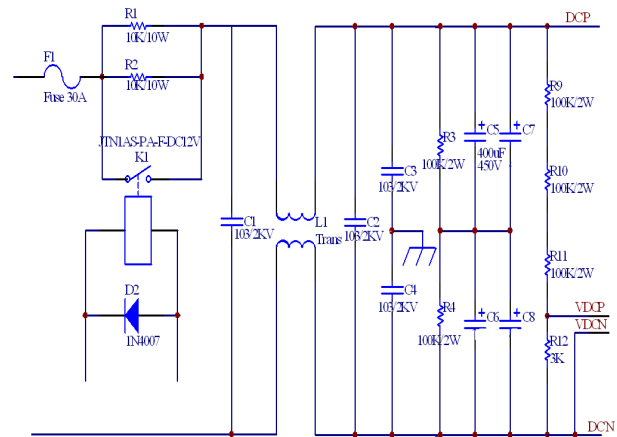 R1
10K/10W
DCP
F1
R2
10K/10W
Fuse 30A
R9
100K/2W
JTN1AS-PA-F-DC12V
K1
R3
100K/2W
C5
400uF
450V
C7
C3
103/2KV
R10
100K/2W
C1
103/2KV
L1
Trans
C2
103/2KV
R11
100K/2W
D2
1N4007
C4
103/2KV
R4
100K/2W
C6
C8
VDCP
VDCN
R12
3K
DCN